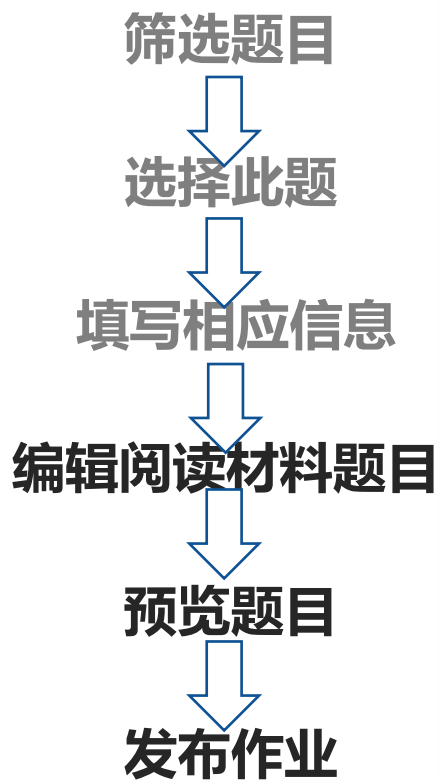 筛选题目
选择此题
填写相应信息
编辑阅读材料题目
预览题目
发布作业